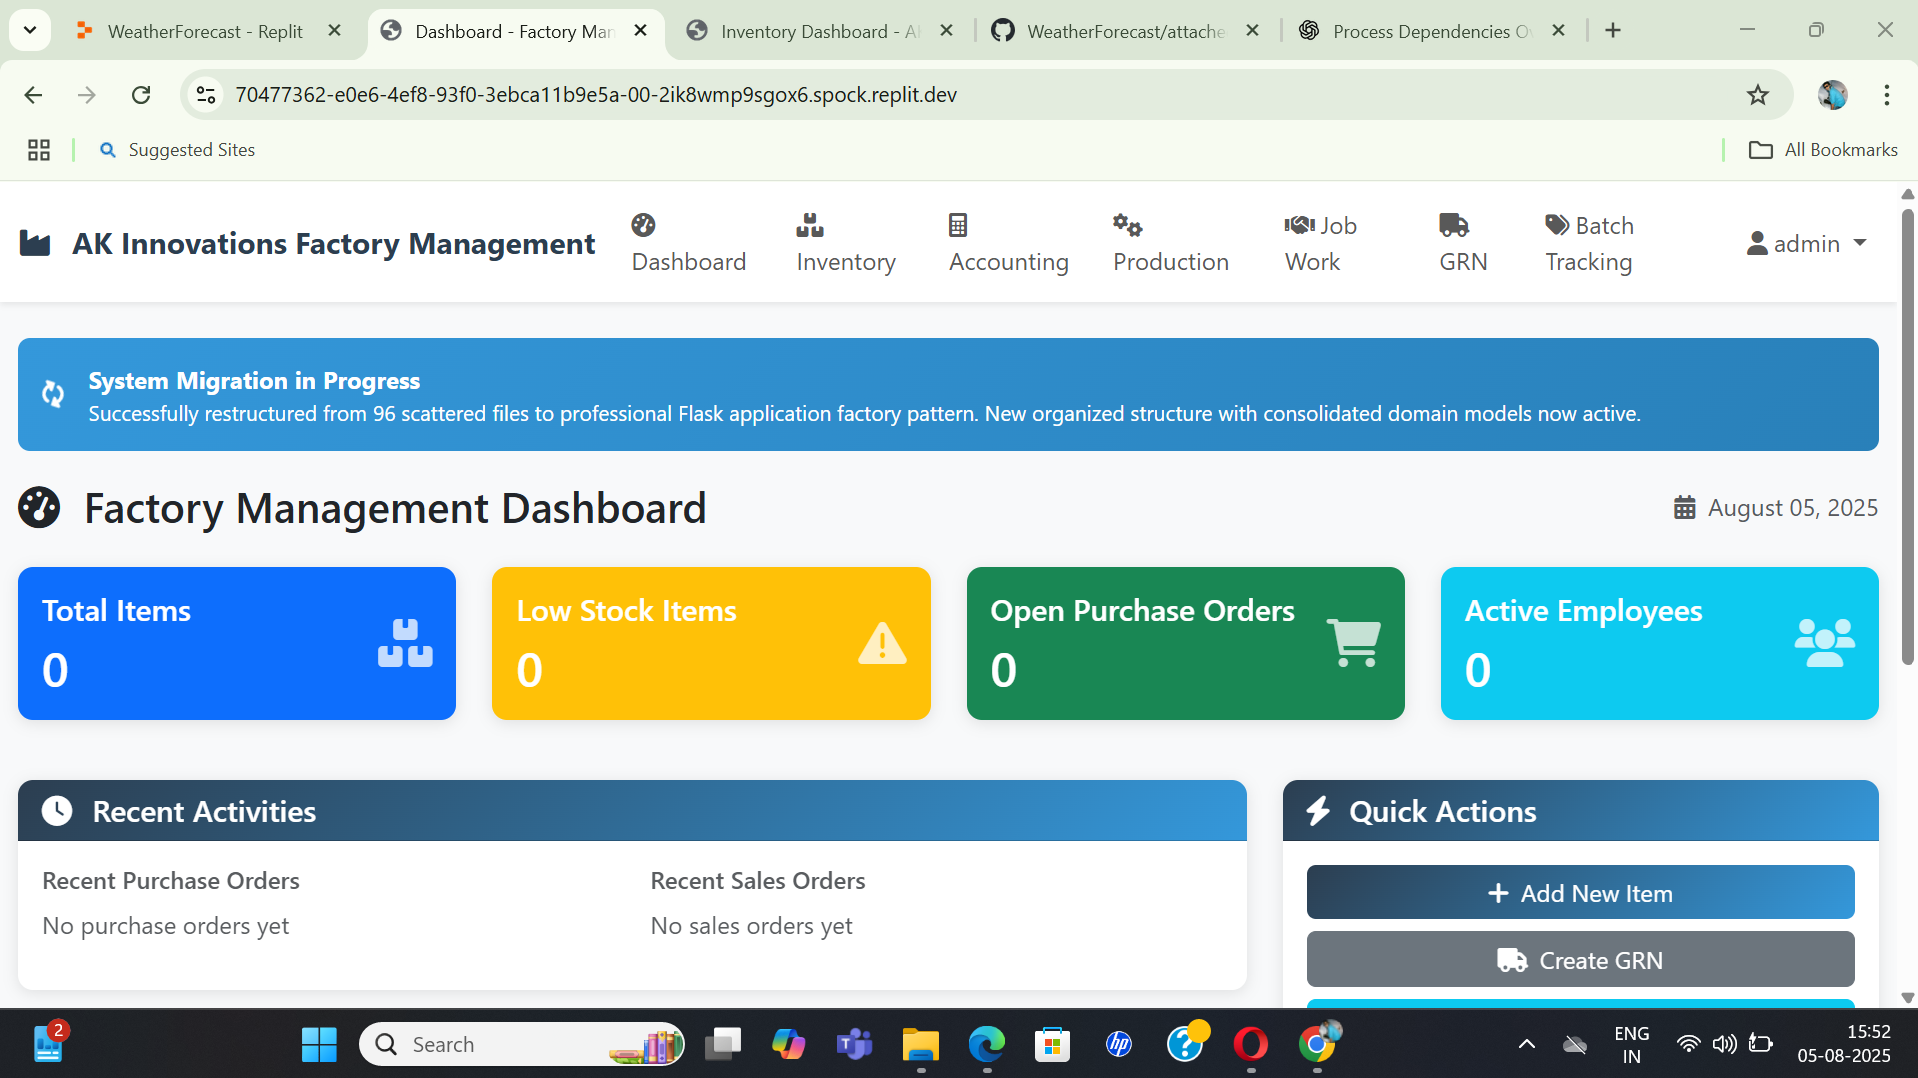 WeatherForecast - Replit
Dashboard - Factory Man
Inventory Dashboard - A
WeatherForecast/attache
Process Dependencies Ov
70477362-e0e6-4ef8-93f0-3ebca11b9e5a-00-2ik8wmp9sgox6.spock.replit.dev
Suggested Sites
All Bookmarks
AK Innovations Factory Management
Dashboard
Inventory
Accounting
Production
Job
Work
GRN
Batch
Tracking
admin
System Migration in Progress
Successfully restructured from 96 scattered files to professional Flask application factory pattern. New organized structure with consolidated domain models now active.
Factory Management Dashboard
August 05, 2025
Total Items
0
Low Stock Items
0
Open Purchase Orders
0
Active Employees
0
Recent Activities
Recent Purchase Orders
No purchase orders yet
Recent Sales Orders
No sales orders yet
Quick Actions
+ Add New Item
Create GRN
2
Search
T
hp
?
ENG
IN
15:52
05-08-2025